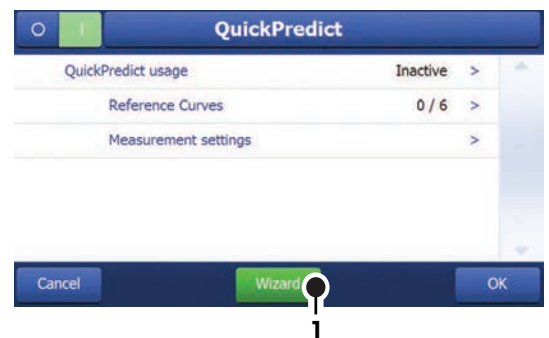 O I QuickPredict
QuickPredict usage Inactive >
Reference Curves 0 / 6 >
Measurement settings >
Cancel Wizard OK
1